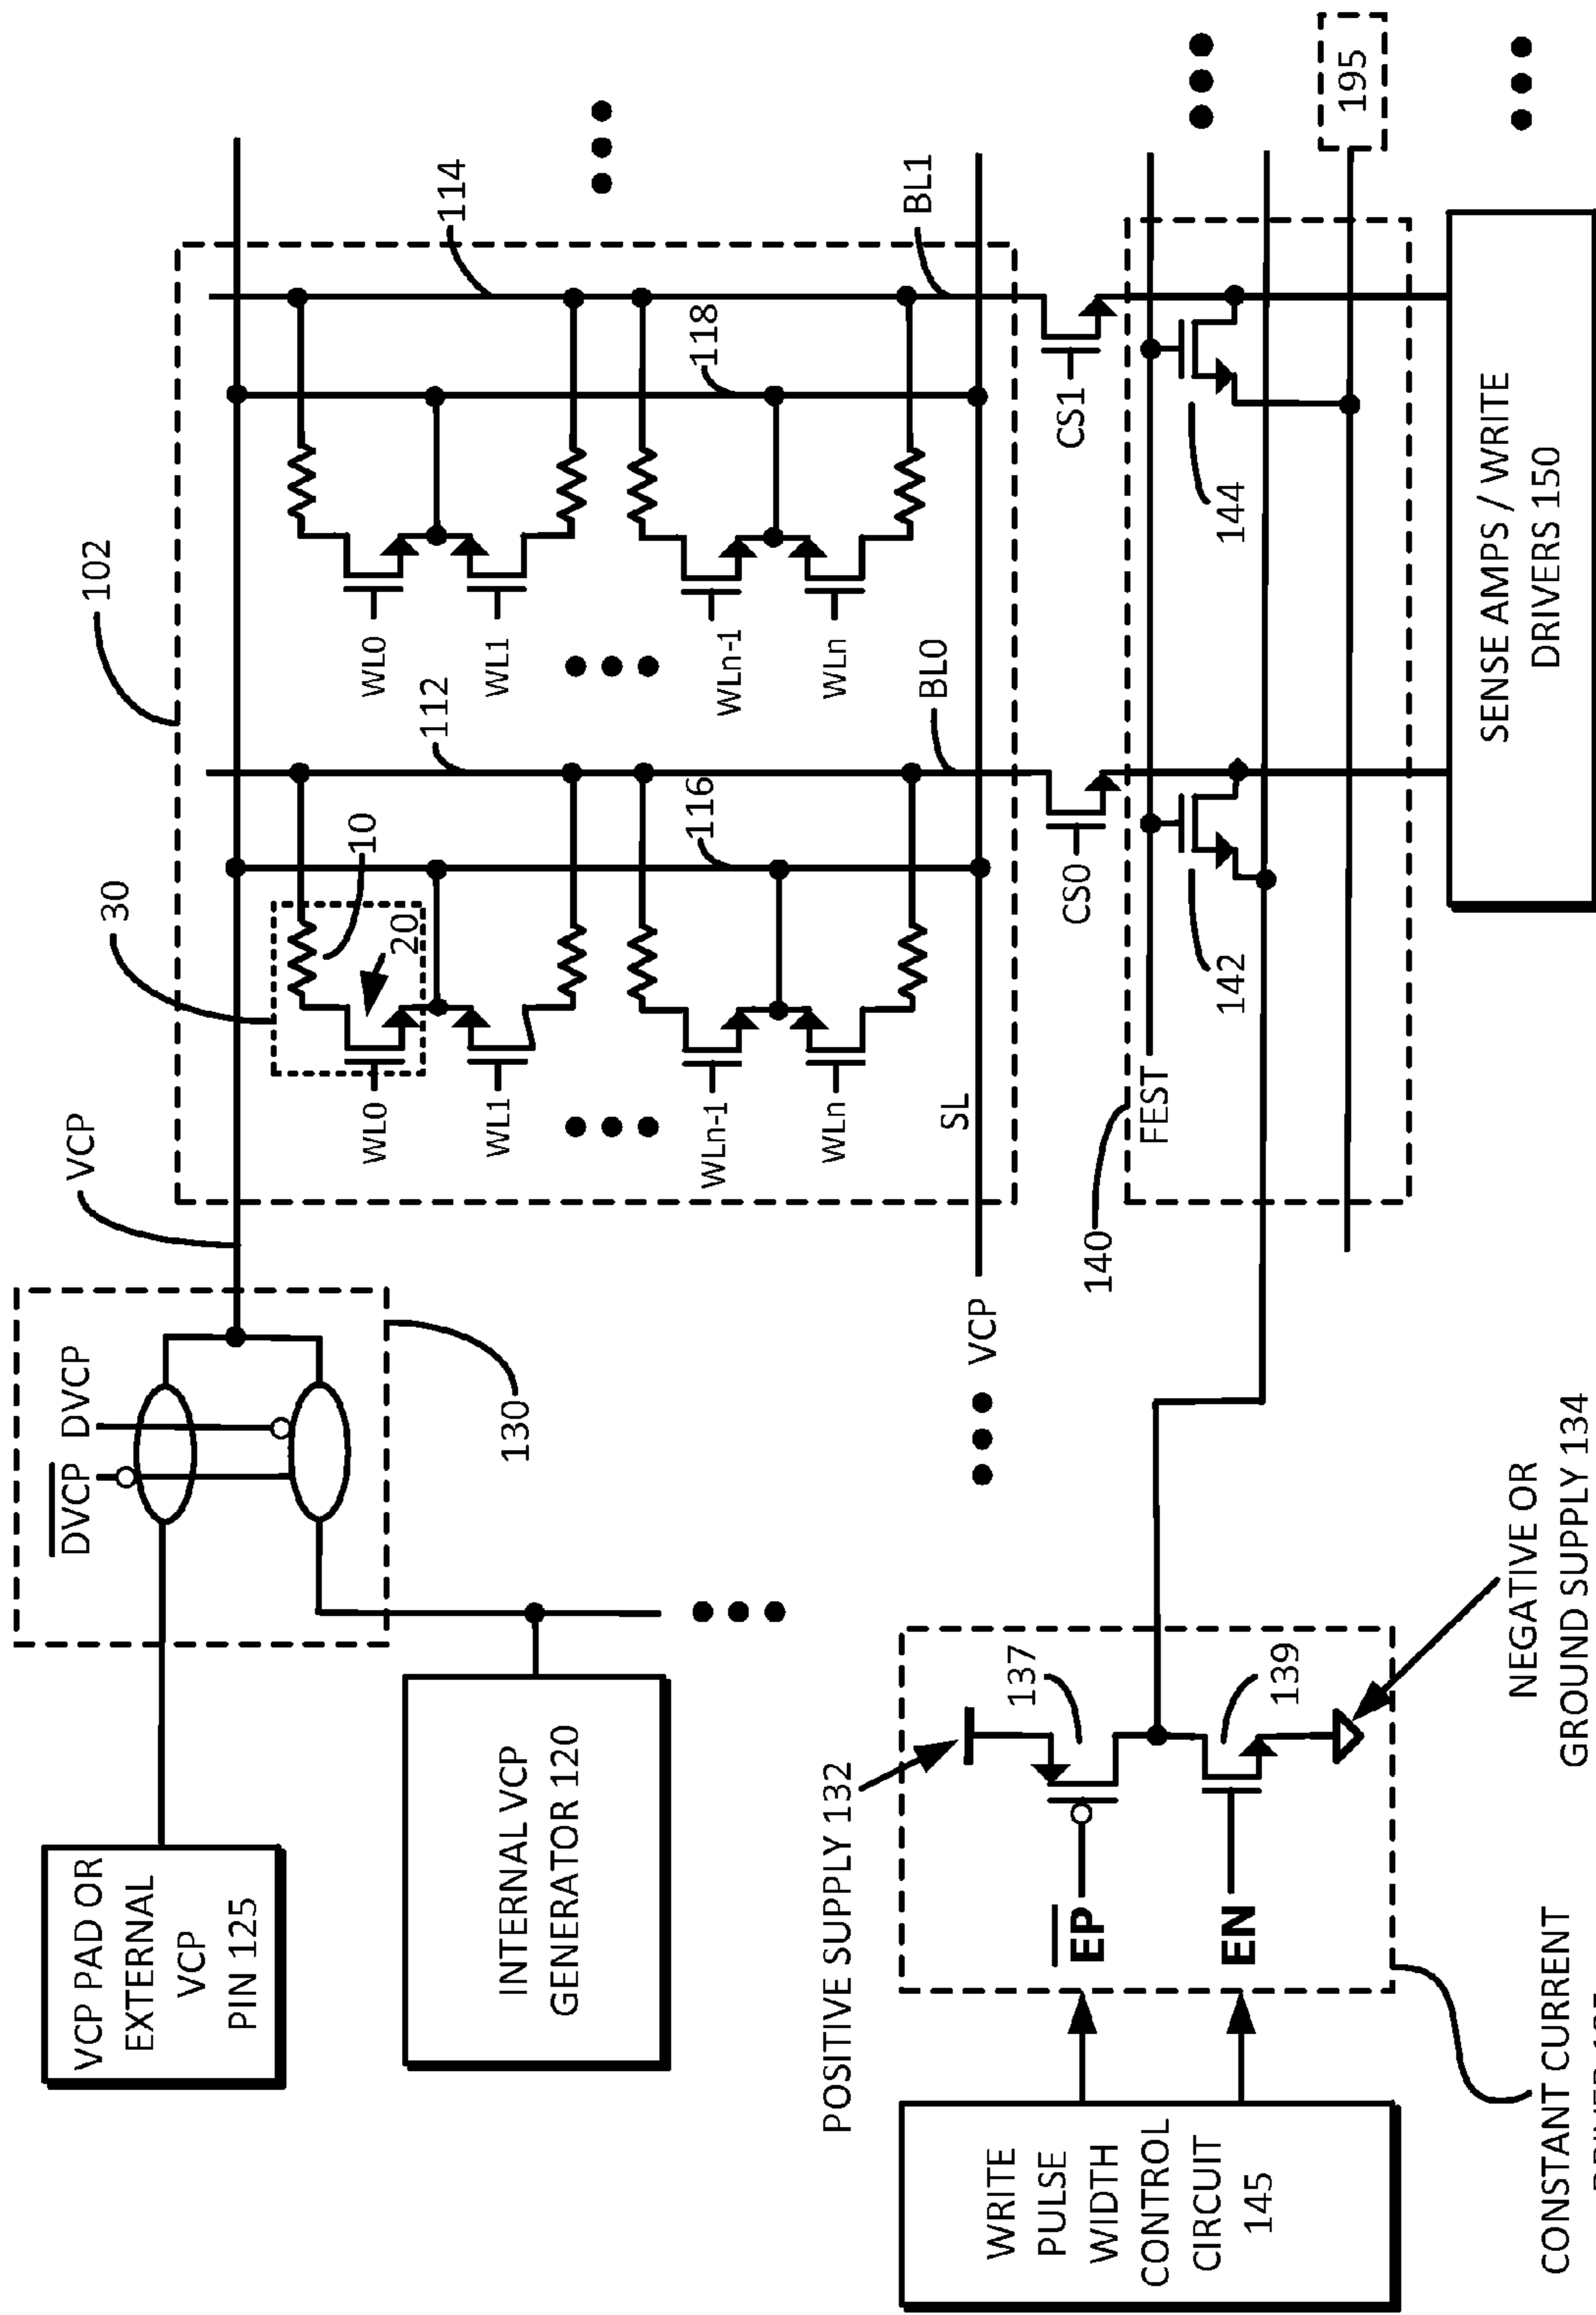 VCP PAD OR
EXTERNAL
VCP
PIN 125
INTERNAL VCP
GENERATOR 120
DVCP
DVCP
130
VCP
30
10
20
102
112
114
116
118
WL0
WL1
WLn-1
WLn
WL0
WL1
WLn-1
WLn
BL0
BL1
SL
VCP
CS0
CS1
140
FEST
142
144
195
SENSE AMPS / WRITE
DRIVERS 150
POSITIVE SUPPLY 132
137
139
EP
EN
WRITE
PULSE
WIDTH
CONTROL
CIRCUIT
145
NEGATIVE OR
GROUND SUPPLY 134
CONSTANT CURRENT